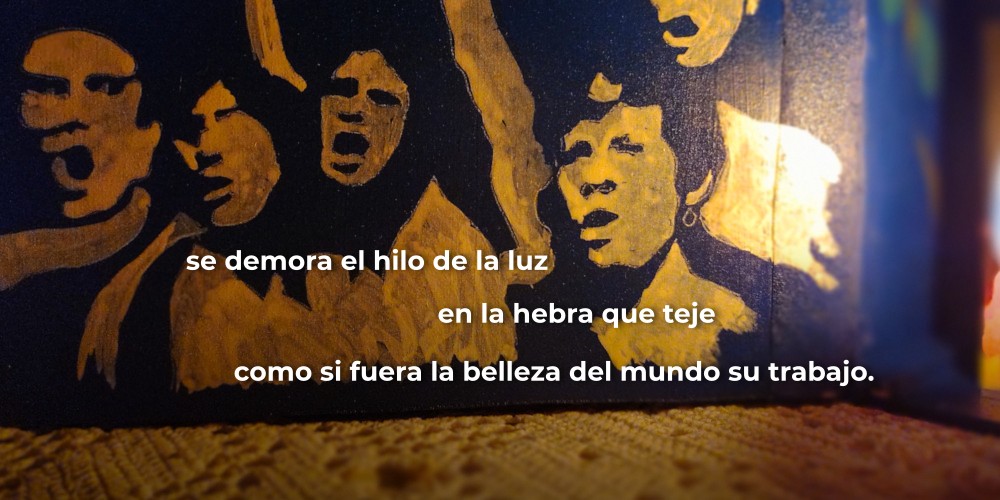 se demora el hilo de la luz
en la hebra que teje
como si fuera la belleza del mundo su trabajo.